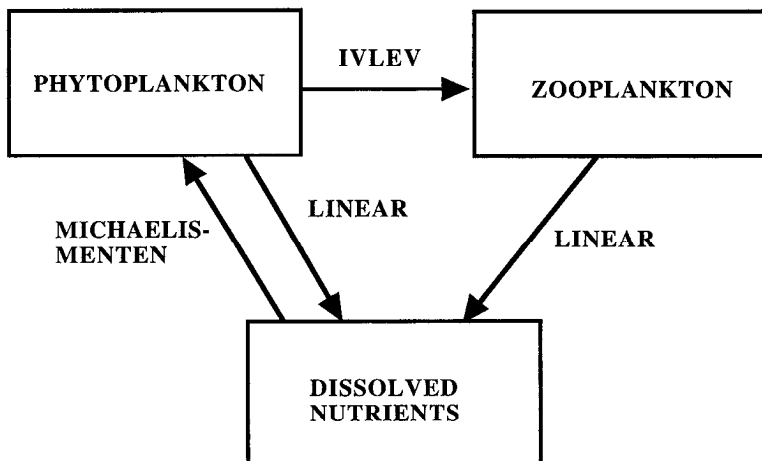 IVLEV
PHYTOPLANKTON
ZOOPLANKTON
LINEAR
MICHAELIS-
MENTEN
LINEAR
DISSOLVED
NUTRIENTS